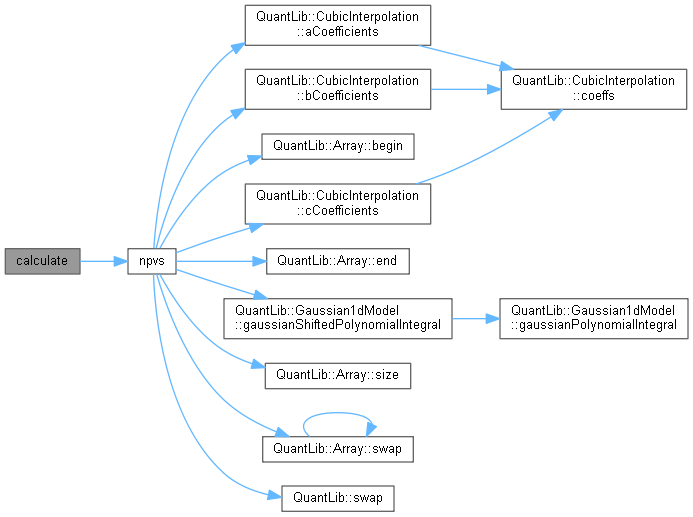 QuantLib::CubicInterpolation
::aCoefficients
QuantLib::CubicInterpolation
::coeffs
QuantLib::CubicInterpolation
::bCoefficients
QuantLib::Array::begin
QuantLib::CubicInterpolation
::cCoefficients
calculate
npvs
QuantLib::Array::end
QuantLib::Gaussian1dModel
::gaussianShiftedPolynomialIntegral
QuantLib::Gaussian1dModel
::gaussianPolynomialIntegral
QuantLib::Array::size
QuantLib::Array::swap
QuantLib::swap